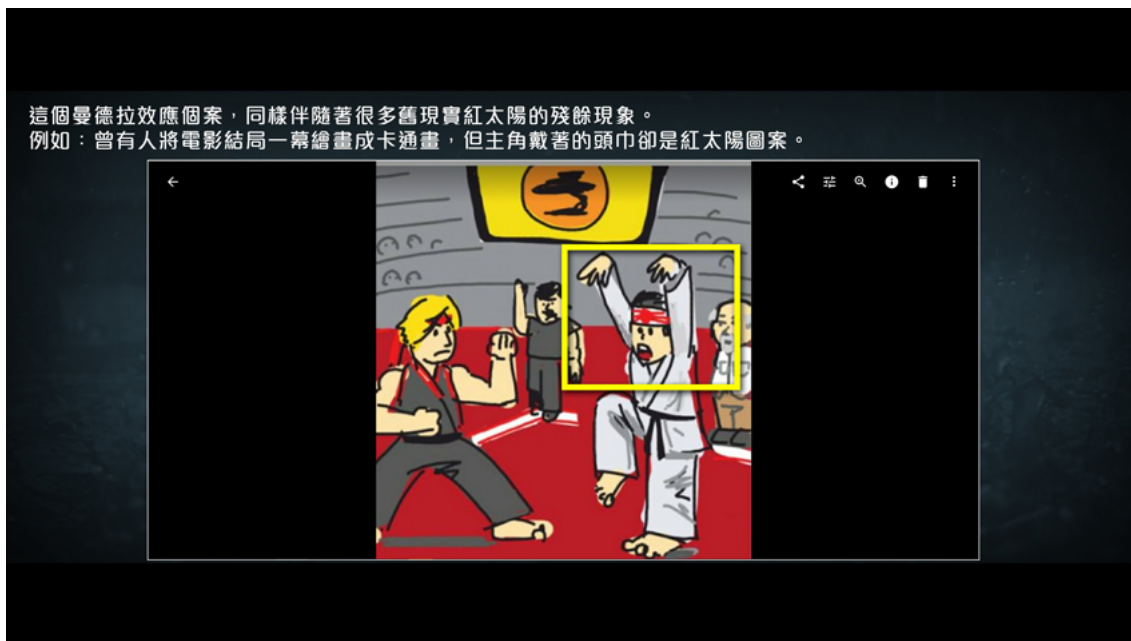 這個曼德拉效應個案，同樣伴隨著很多舊現實紅太陽的殘餘現象。
例如：曾有人將電影結局一幕繪畫成卡通畫，但主角戴著的頭巾卻是紅太陽圖案。